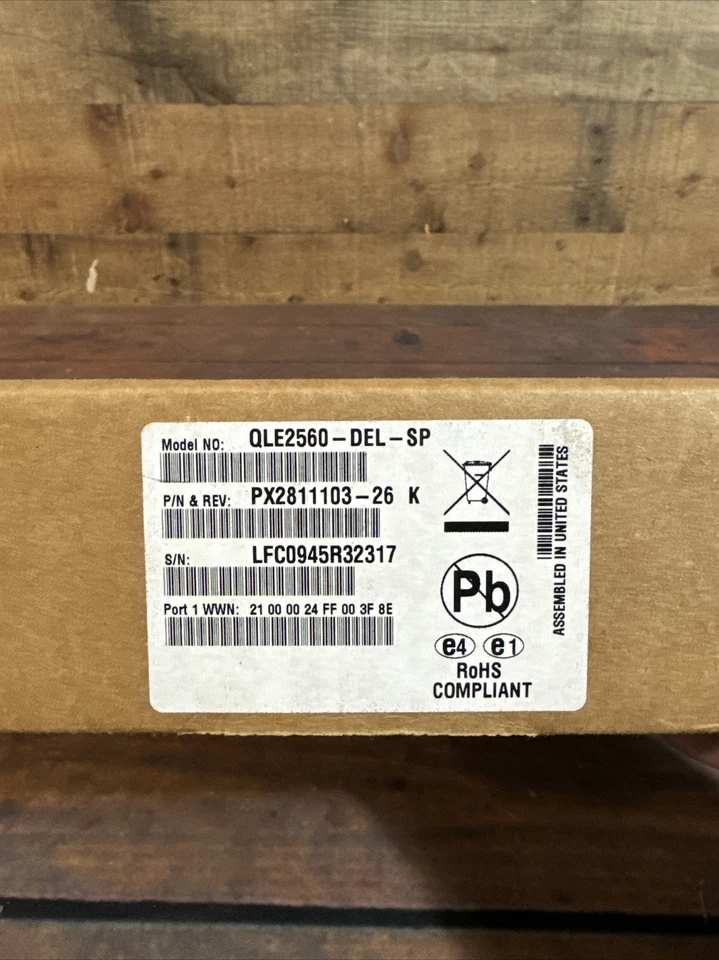 Model NO: QLE2560-DEL-SP
P/N & REV: PX2811103-26 K
S/N: LFC0945R32317
Port 1 WWN: 21 00 00 24 FF 00 3F 8E
Pb
e4 e1
RoHS
COMPLIANT
ASSEMBLED IN UNITED STATES